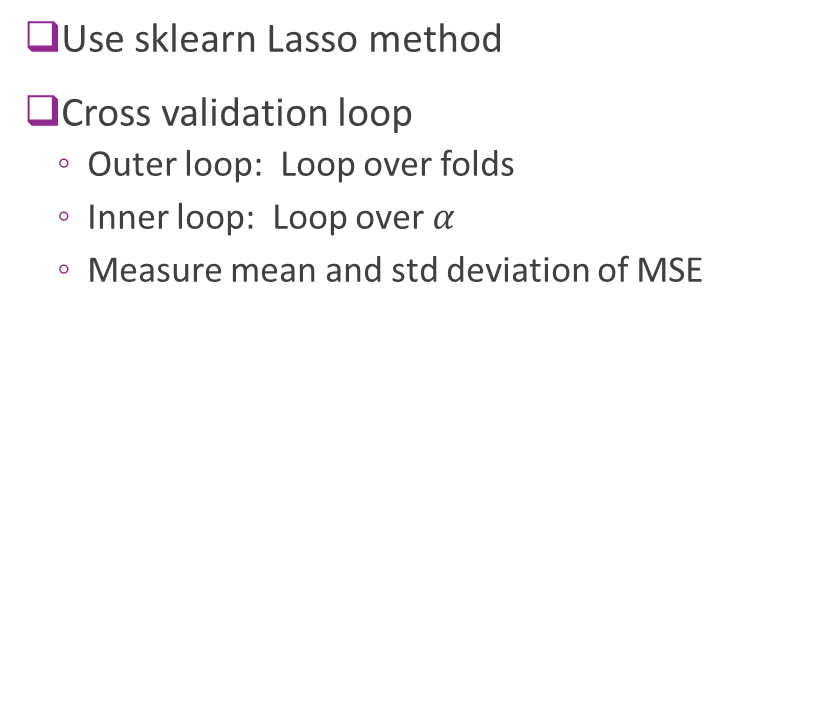 ❑Use sklearn Lasso method
❑Cross validation loop
◦ Outer loop:  Loop over folds
◦ Inner loop:  Loop over 𝛼
◦ Measure mean and std deviation of MSE